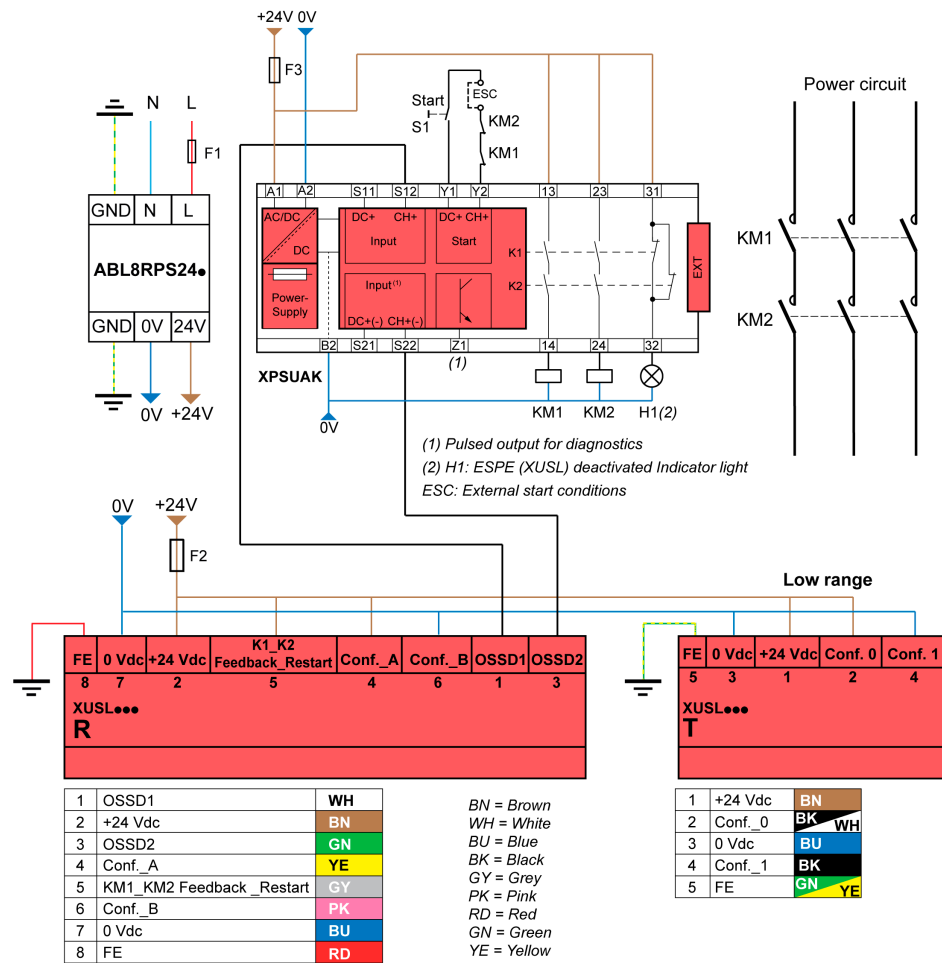 +24V 0V
F3
N L
F1
GND N L
ABL8RPS24●
GND 0V 24V
0V +24V
Start
S1
ESC
KM2
KM1
A1 A2 S11 S12 Y1 Y2 13 23 31
AC/DC
DC
Power-
Supply
DC+ CH+
Input
DC+ CH+
Start
Input(1)
DC+(-) CH+(-)
K1
K2
EXT
B2 S21 S22 Z1 14 24 32
XPSUAK
(1)
0V
KM1 KM2 H1(2)
Power circuit
KM1
KM2
(1) Pulsed output for diagnostics
(2) H1: ESPE (XUSL) deactivated Indicator light
ESC: External start conditions
0V +24V
F2
Low range
FE 0 Vdc +24 Vdc K1_K2 Feedback_Restart Conf._A Conf._B OSSD1 OSSD2
8 7 2 5 4 6 1 3
XUSL●●●
R
FE 0 Vdc +24 Vdc Conf. 0 Conf. 1
5 3 1 2 4
XUSL●●●
T
1 OSSD1 WH
2 +24 Vdc BN
3 OSSD2 GN
4 Conf._A YE
5 KM1_KM2 Feedback _Restart GY
6 Conf._B PK
7 0 Vdc BU
8 FE RD
BN = Brown
WH = White
BU = Blue
BK = Black
GY = Grey
PK = Pink
RD = Red
GN = Green
YE = Yellow
1 +24 Vdc BN
2 Conf._0 BK WH
3 0 Vdc BU
4 Conf._1 BK
5 FE GN YE